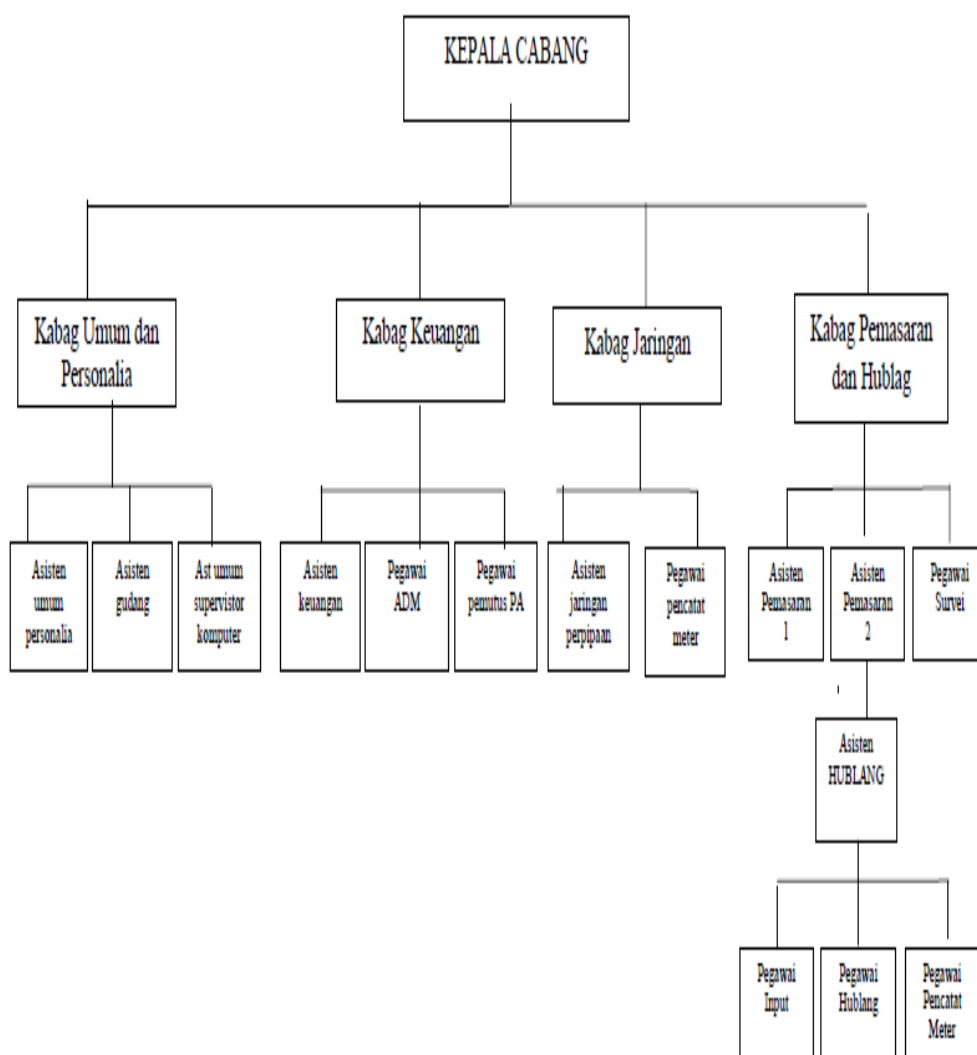 KEPALA CABANG
Kabag Umum dan
Personalia
Kabag Keuangan
Kabag Jaringan
Kabag Pemasaran
dan Hublag
Asisten
umum
personalia
Asisten
gudang
Ast umum
supervistor
komputer
Asisten
keuangan
Pegawai
ADM
Pegawai
pemutus PA
Asisten
jaringan
perpipaan
Pegawai
pencatat
meter
Asisten
Pemasaran
1
Asisten
Pemasaran
2
Pegawai
Survei
Asisten
HUBLANG
Pegawai
Input
Pegawai
Hublang
Pegawai
Pencatat
Meter